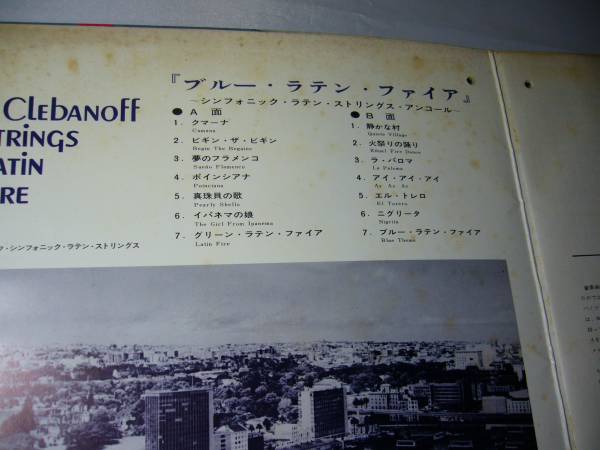 Clebanoff
TRINGS
ATIN
RE
ク・シンフォニック・ラテン・ストリングス
『ブルー・ラテン・ファイア』
～シンフォニック・ラテン・ストリングス・アンコール～
● A 面
1. クマーナ
Cumana
2. ビギン・ザ・ビギン
Begin The Beguine
3. 夢のフラメンコ
Sueño Flamenco
4. ポインシアナ
Poinciana
5. 真珠貝の歌
Pearly Shells
6. イパネマの娘
The Girl From Ipanema
7. グリーン・ラテン・ファイア
Latin Fire
● B 面
1. 静かな村
Quiet Village
2. 火祭りの踊り
Ritual Fire Dance
3. ラ・パロマ
La Paloma
4. アイ・アイ・アイ
Ay Ay Ay
5. エル・トレロ
El Torero
6. ニグリータ
Nigrita
7. ブルー・ラテン・ファイア
Blue Theme